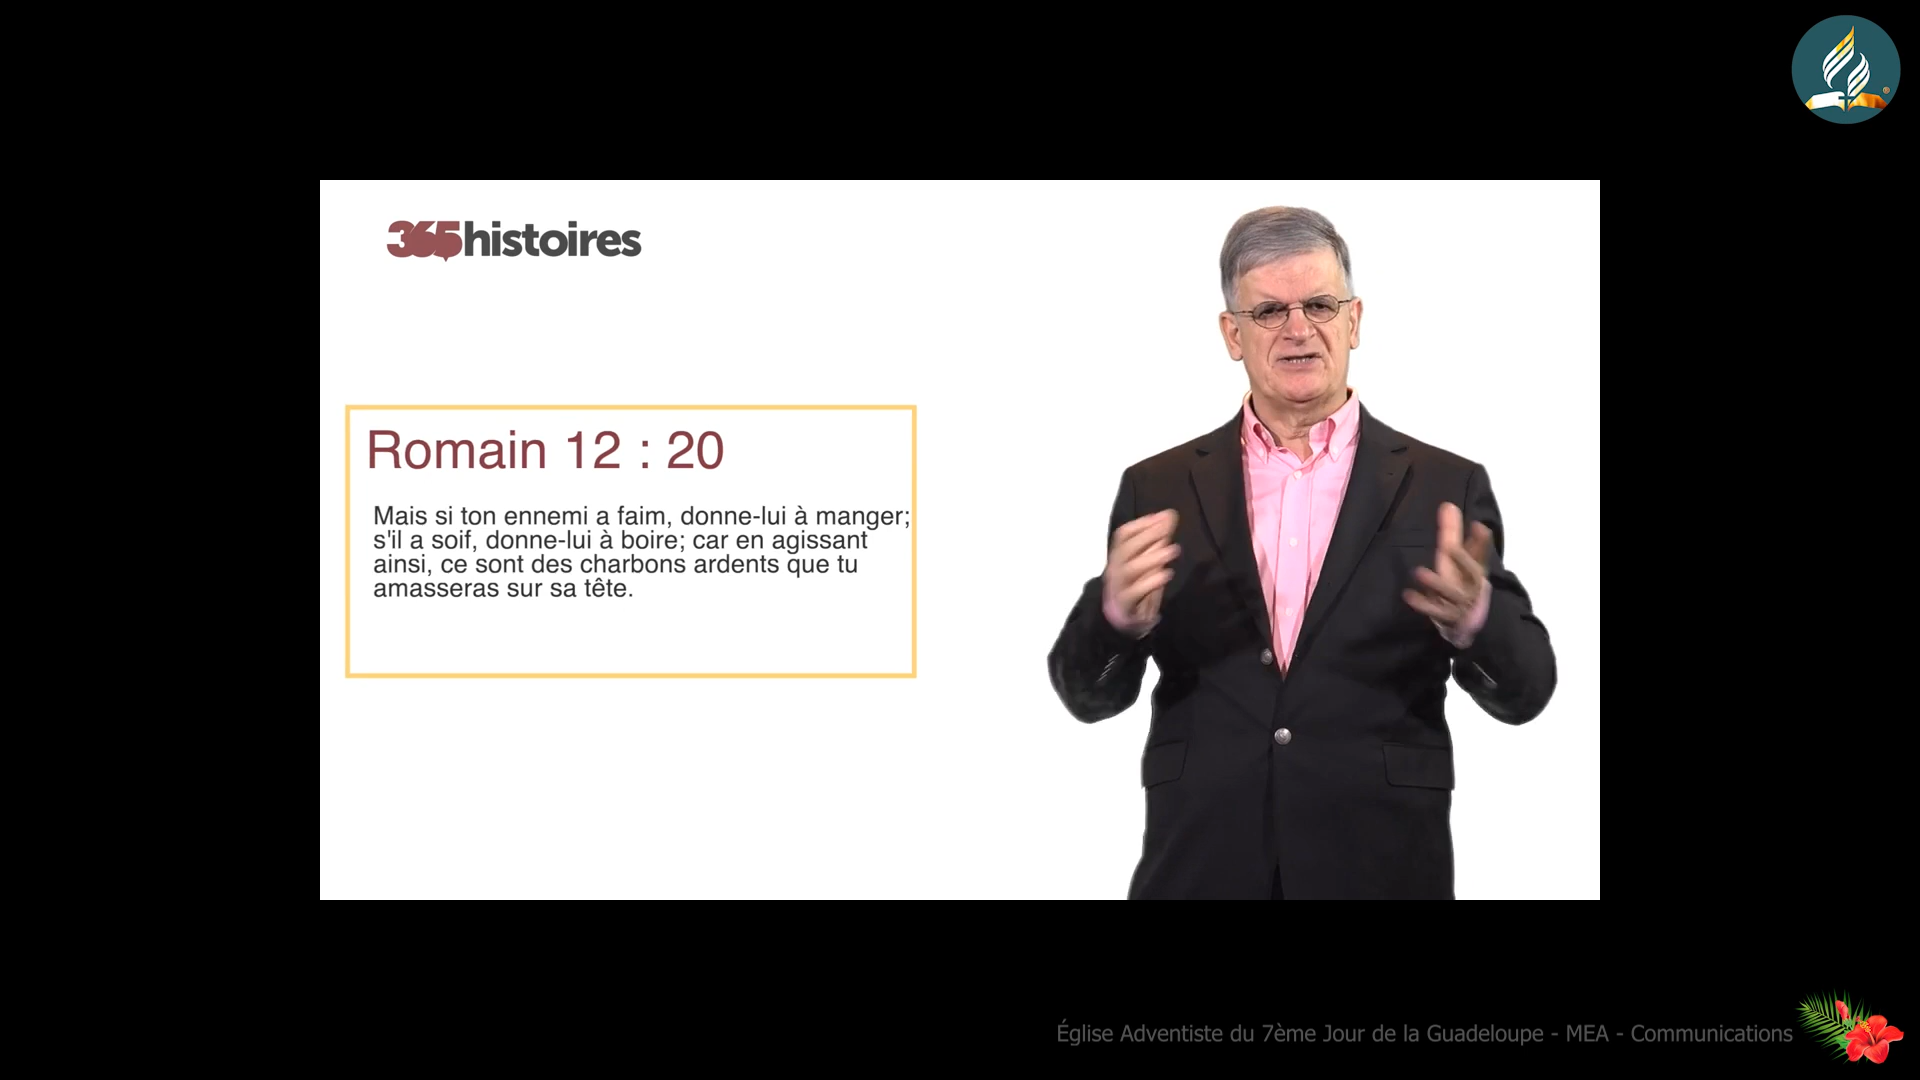 365histoires
Romain 12 : 20
Mais si ton ennemi a faim, donne-lui à manger;
s'il a soif, donne-lui à boire; car en agissant
ainsi, ce sont des charbons ardents que tu
amasseras sur sa tête.
Église Adventiste du 7ème Jour de la Guadeloupe - MEA - Communications